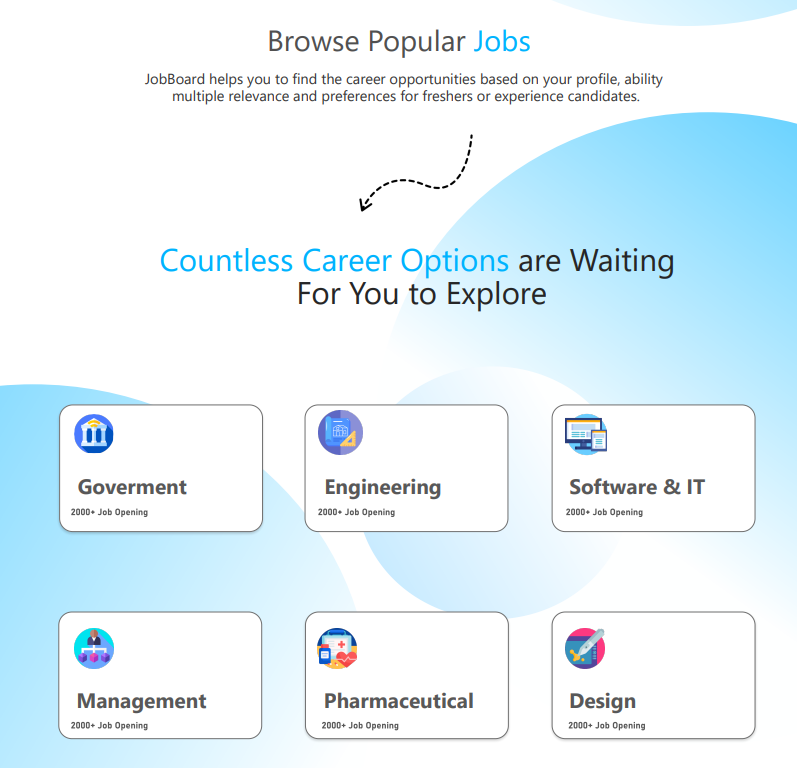 Browse Popular Jobs
JobBoard helps you to find the career opportunities based on your profile, ability
multiple relevance and preferences for freshers or experience candidates.
Countless Career Options are Waiting
For You to Explore
Goverment
2000+ Job Opening
Engineering
2000+ Job Opening
Software & IT
2000+ Job Opening
Management
2000+ Job Opening
Pharmaceutical
2000+ Job Opening
Design
2000+ Job Opening